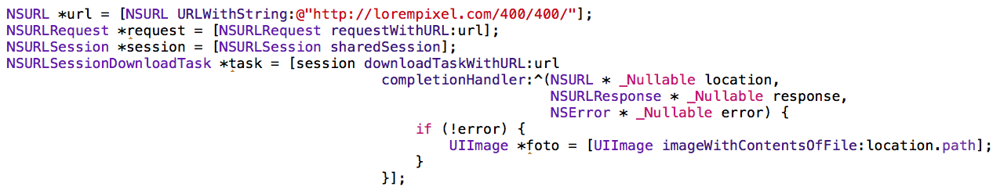 NSURL *url = [NSURL URLWithString:@"http://lorempixel.com/400/400/"];
NSURLRequest *request = [NSURLRequest requestWithURL:url];
NSURLSession *session = [NSURLSession sharedSession];
NSURLSessionDownloadTask *task = [session downloadTaskWithURL:url
completionHandler:^(NSURL * _Nullable location,
NSURLResponse * _Nullable response,
NSError * _Nullable error) {
if (!error) {
UIImage *foto = [UIImage imageWithContentsOfFile:location.path];
}
}];